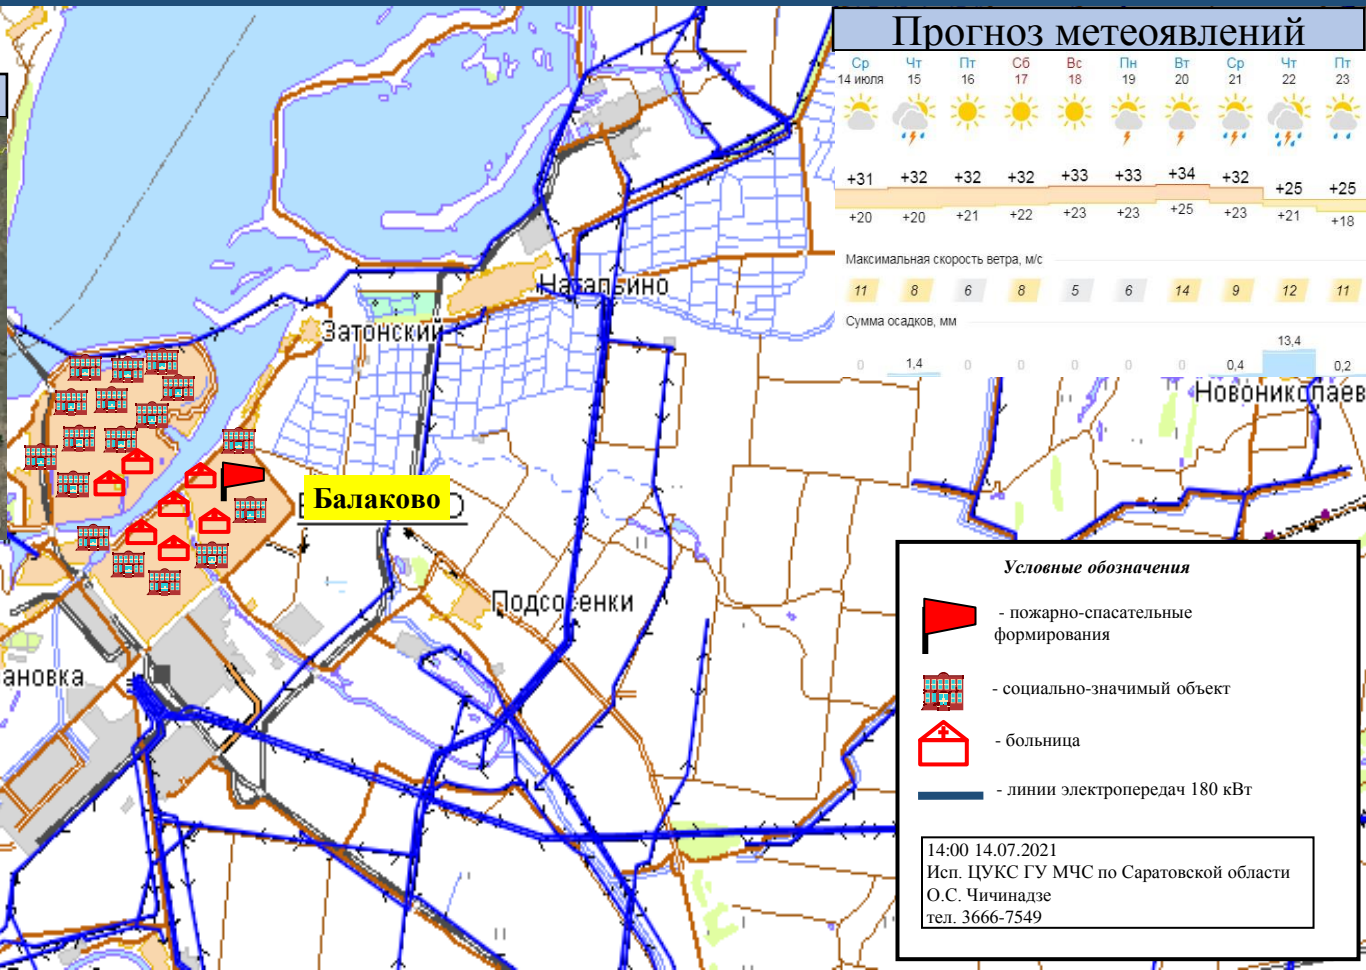 Прогноз метеоявлений
Ср Чт Пт Сб Вс Пн Вт Ср Чт Пт
14 июля 15 16 17 18 19 20 21 22 23
+31 +32 +32 +32 +33 +33 +34 +32 +25 +25
+20 +20 +21 +22 +23 +23 +25 +23 +21 +18
Максимальная скорость ветра, м/с
11 8 6 8 5 6 14 9 12 11
Сумма осадков, мм
0 1,4 0 0 0 0 0 0,4 13,4 0,2
Затонский
Новониколаев
Балаково
Подсосенки
ановка
Условные обозначения
- пожарно-спасательные
формирования
- социально-значимый объект
- больница
- линии электропередач 180 кВт
14:00 14.07.2021
Исп. ЦУКС ГУ МЧС по Саратовской области
О.С. Чичинадзе
тел. 3666-7549